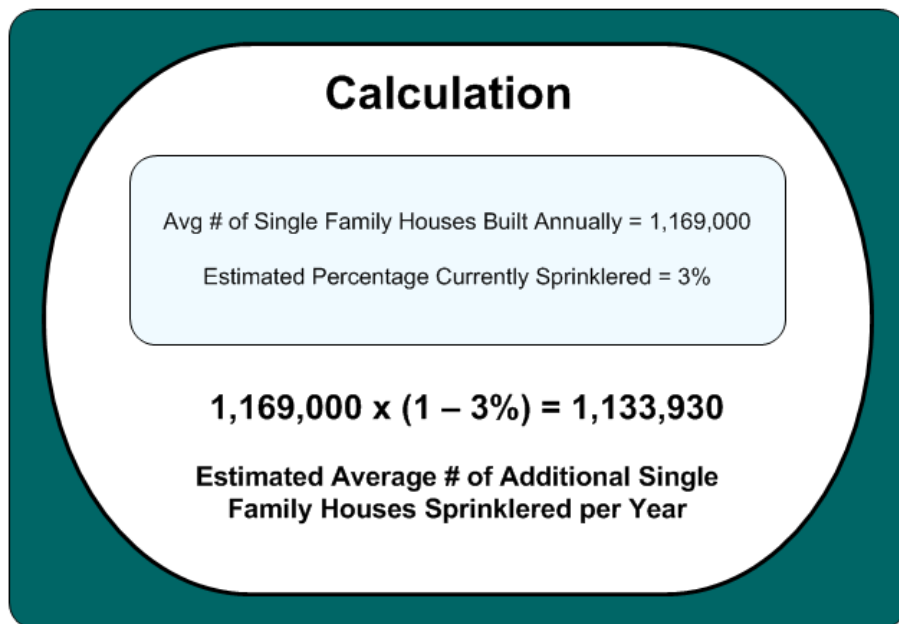 Calculation
Avg # of Single Family Houses Built Annually = 1,169,000
Estimated Percentage Currently Sprinklered = 3%
1,169,000 x (1 – 3%) = 1,133,930
Estimated Average # of Additional Single
Family Houses Sprinklered per Year